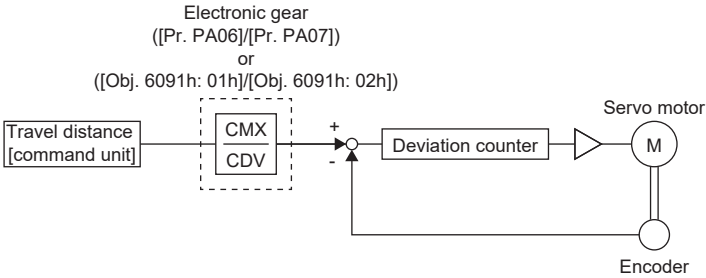 Electronic gear
([Pr. PA06]/[Pr. PA07])
or
([Obj. 6091h: 01h]/[Obj. 6091h: 02h])
Servo motor
Travel distance
[command unit]
CMX
CDV
+
-
Deviation counter
M
Encoder